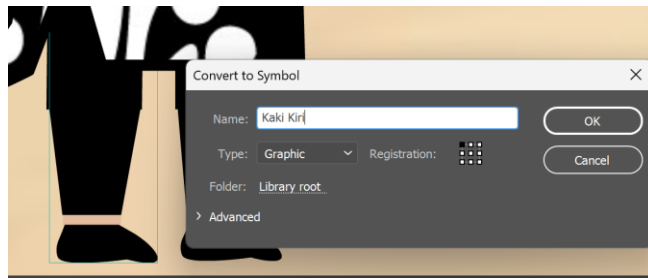 Convert to Symbol
Name: Kaki Kiri
OK
Type: Graphic Registration:
Cancel
Folder: Library root
Advanced